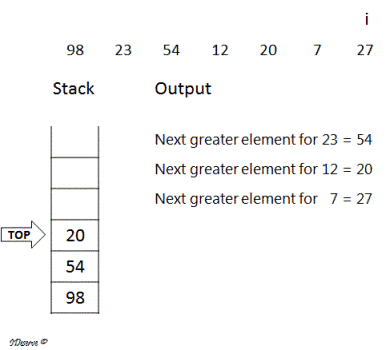 i
98 23 54 12 20 7 27
Stack Output
Next greater element for 23 = 54
Next greater element for 12 = 20
Next greater element for 7 = 27
TOP
20
54
98
IDeserve ©